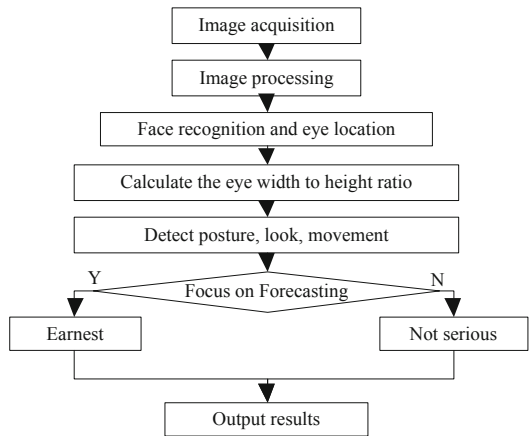 Image acquisition
Image processing
Face recognition and eye location
Calculate the eye width to height ratio
Detect posture, look, movement
Y
Focus on Forecasting
N
Earnest
Not serious
Output results